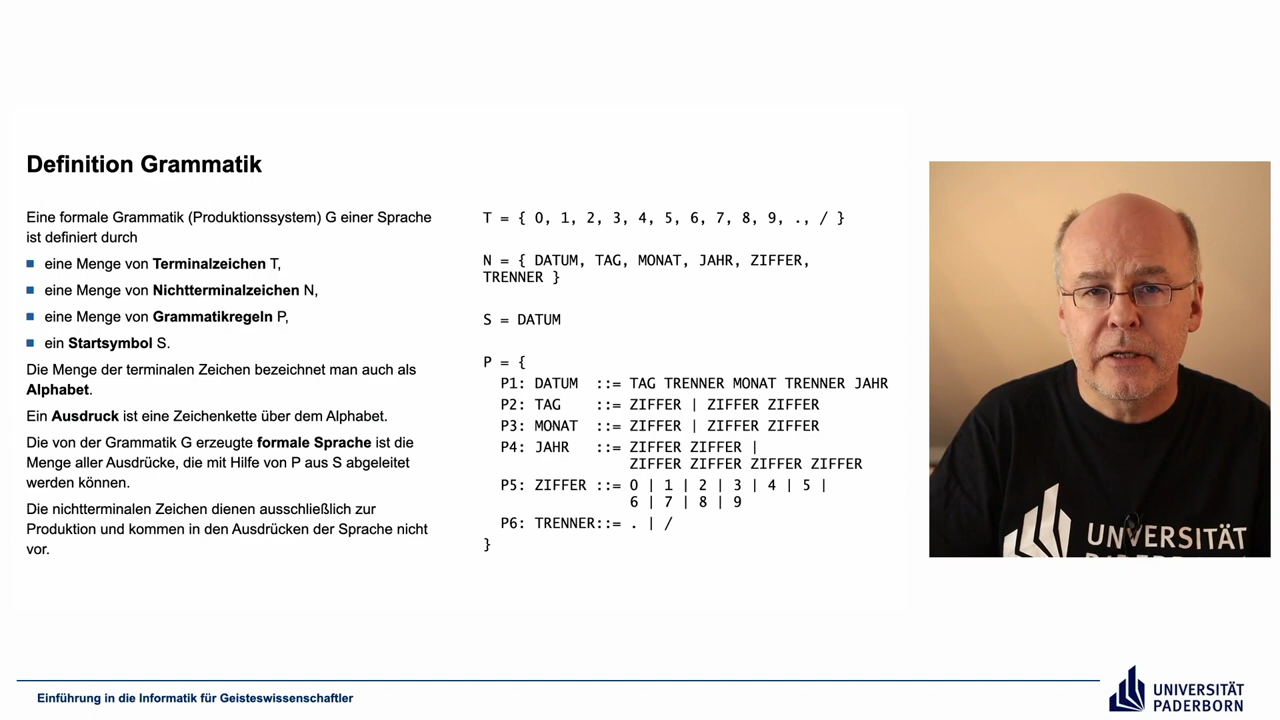 Definition Grammatik
Eine formale Grammatik (Produktionssystem) G einer Sprache
ist definiert durch
eine Menge von Terminalzeichen T,
eine Menge von Nichtterminalzeichen N,
eine Menge von Grammatikregeln P,
ein Startsymbol S.
Die Menge der terminalen Zeichen bezeichnet man auch als
Alphabet.
Ein Ausdruck ist eine Zeichenkette über dem Alphabet.
Die von der Grammatik G erzeugte formale Sprache ist die
Menge aller Ausdrücke, die mit Hilfe von P aus S abgeleitet
werden können.
Die nichtterminalen Zeichen dienen ausschließlich zur
Produktion und kommen in den Ausdrücken der Sprache nicht
vor.
T = { 0, 1, 2, 3, 4, 5, 6, 7, 8, 9, ., / }
N = { DATUM, TAG, MONAT, JAHR, ZIFFER,
TRENNER }
S = DATUM
P = {
P1: DATUM ::= TAG TRENNER MONAT TRENNER JAHR
P2: TAG ::= ZIFFER | ZIFFER ZIFFER
P3: MONAT ::= ZIFFER | ZIFFER ZIFFER
P4: JAHR ::= ZIFFER ZIFFER |
ZIFFER ZIFFER ZIFFER ZIFFER
P5: ZIFFER ::= 0 | 1 | 2 | 3 | 4 | 5 |
6 | 7 | 8 | 9
P6: TRENNER::= . | /
}
UNIVERSITÄT
Einführung in die Informatik für Geisteswissenschaftler
UNIVERSITÄT
PADERBORN